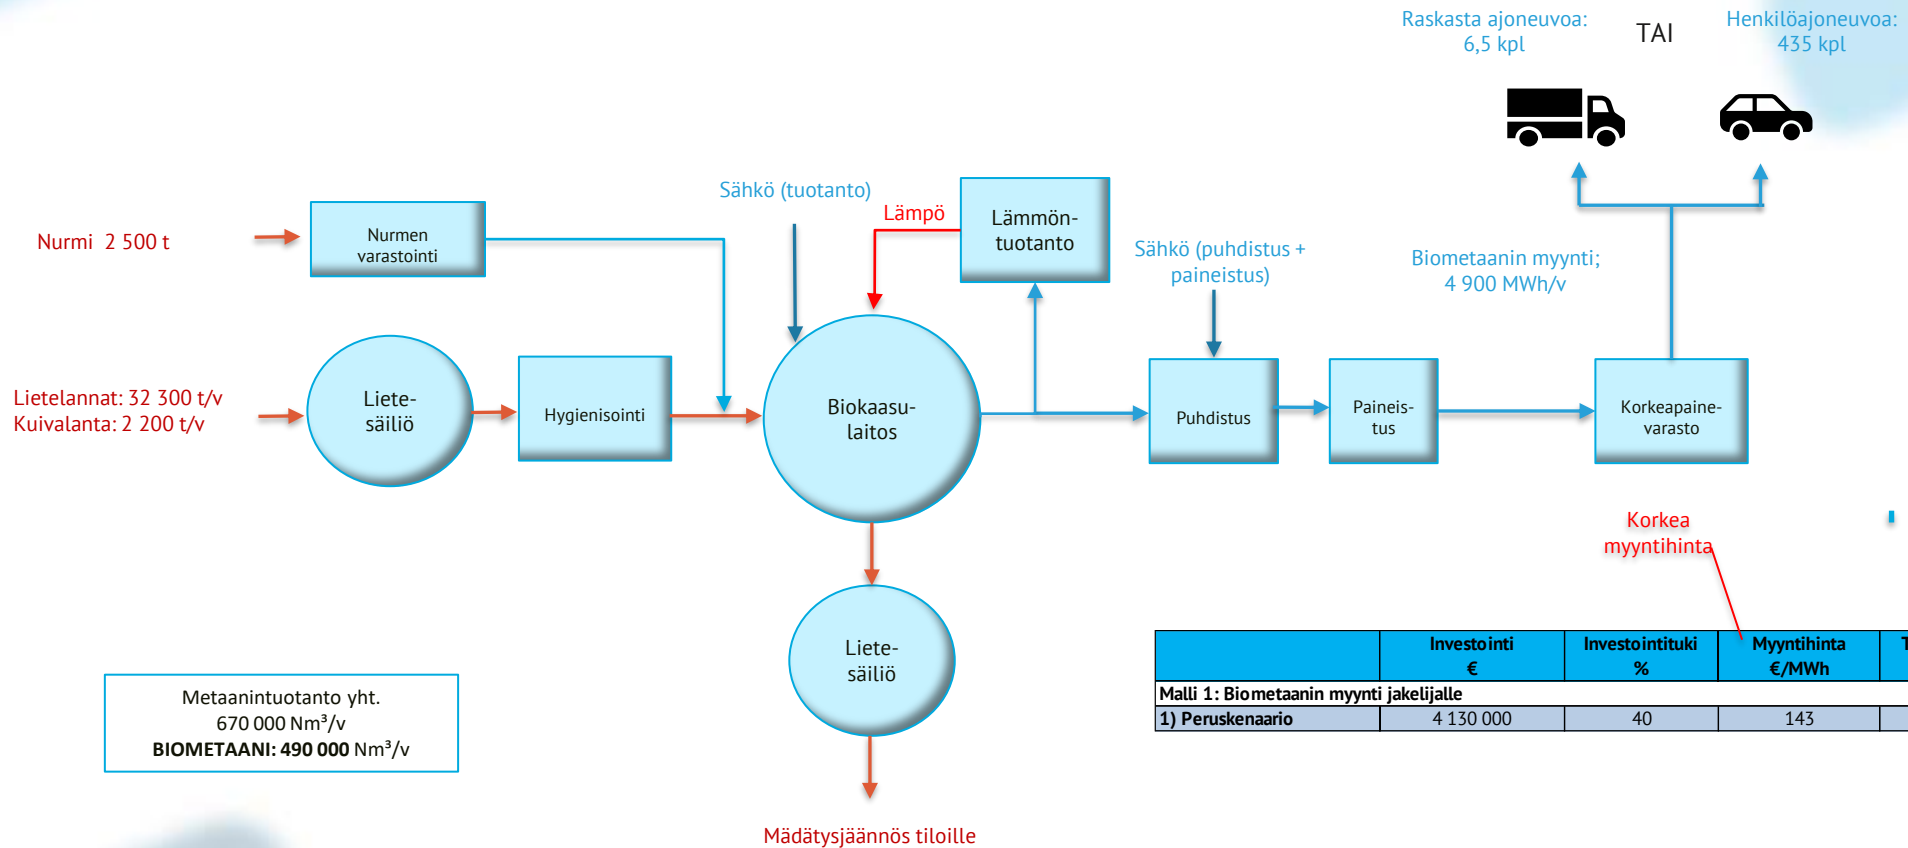 Raskasta ajoneuvoa:
6,5 kpl
TAI
Henkilöajoneuvoa:
435 kpl
Sähkö (tuotanto)
Lämpö
Lämmön-
tuotanto
Nurmi 2 500 t
Nurmen
varastointi
Sähkö (puhdistus +
paineistus)
Biometaanin myynti;
4 900 MWh/v
Lietelannat: 32 300 t/v
Kuivalanta: 2 200 t/v
Liete-
säiliö
Hygienisointi
Biokaasu-
laitos
Puhdistus
Paineis-
tus
Korkeapaine-
varasto
Korkea
myyntihinta
Liete-
säiliö
Metaanintuotanto yht.
670 000 Nm³/v
BIOMETAANI: 490 000 Nm³/v
Investointi Investointituki Myyntihinta T
€ % €/MWh
Malli 1: Biometaanin myynti jakelijalle
1) Peruskenaario 4 130 000 40 143
Mädätysjäännös tiloille